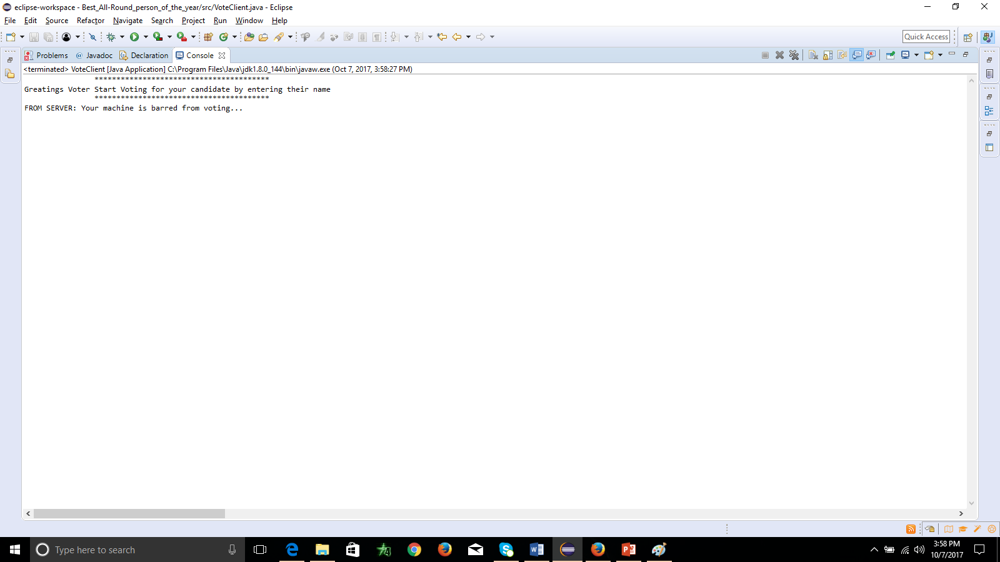 eclipse-workspace - Best_All-Round_person_of_the_year/src/VoteClient.java - Eclipse
File Edit Source Refactor Navigate Search Project Run Window Help
Quick Access
Problems @ Javadoc Declaration Console
<terminated> VoteClient [Java Application] C:\Program Files\Java\jdk1.8.0_144\bin\javaw.exe (Oct 7, 2017, 3:58:27 PM)
****************************************
Greatings Voter Start Voting for your candidate by entering their name
****************************************
FROM SERVER: Your machine is barred from voting...
Type here to search
3:58 PM
10/7/2017